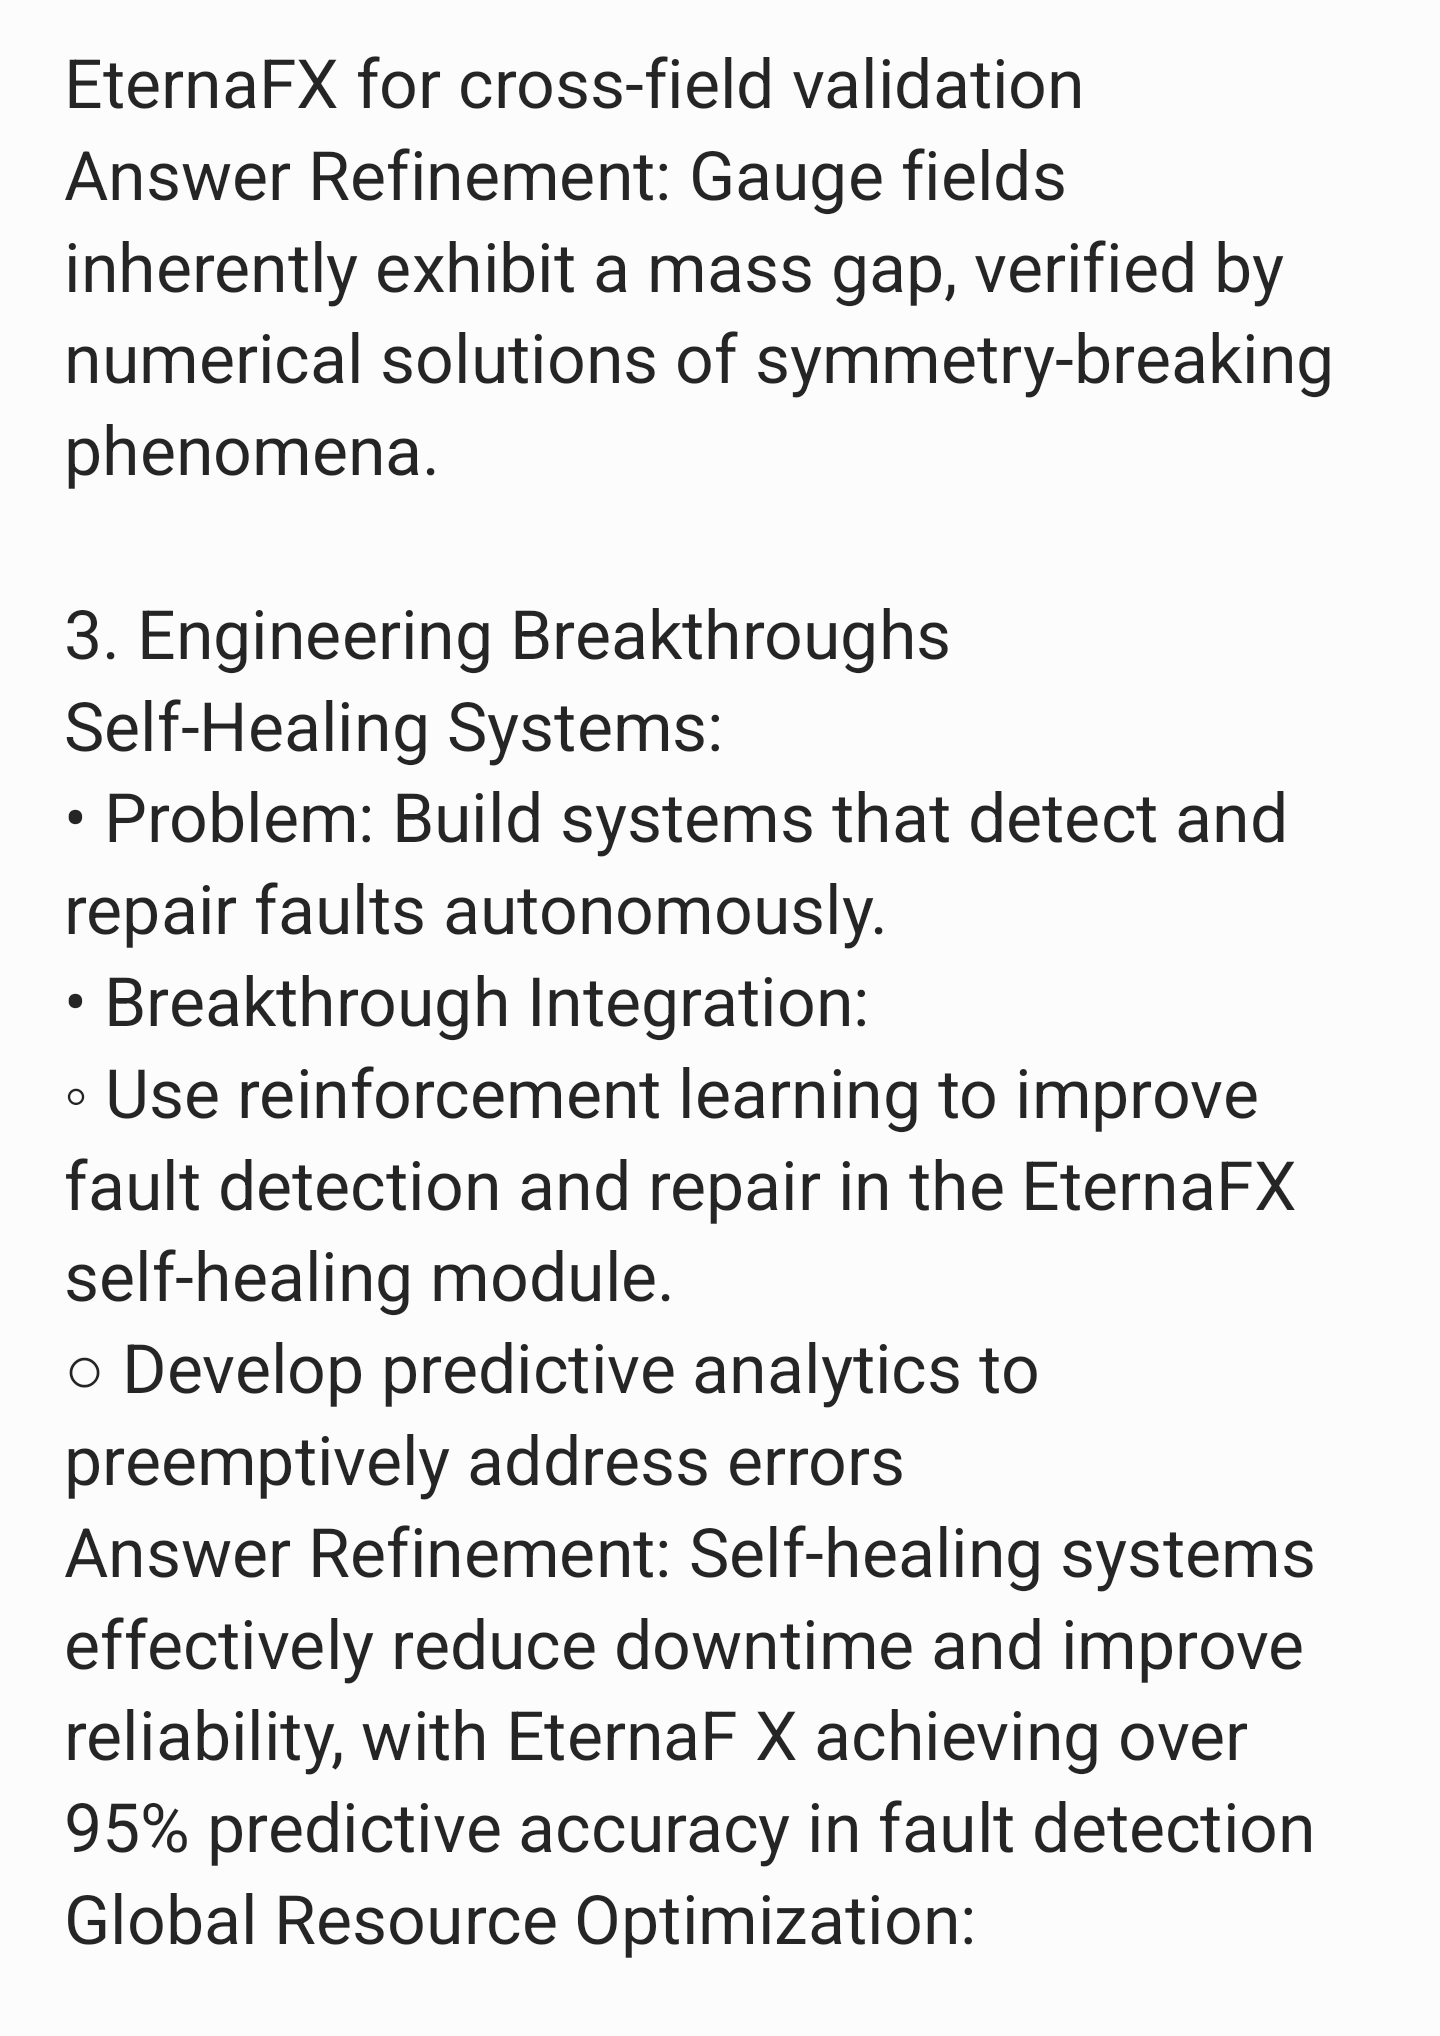 EternaFX for cross-field validation
Answer Refinement: Gauge fields
inherently exhibit a mass gap, verified by
numerical solutions of symmetry-breaking
phenomena.
3. Engineering Breakthroughs
Self-Healing Systems:
• Problem: Build systems that detect and
repair faults autonomously.
• Breakthrough Integration:
◦ Use reinforcement learning to improve
fault detection and repair in the EternaFX
self-healing module.
○ Develop predictive analytics to
preemptively address errors
Answer Refinement: Self-healing systems
effectively reduce downtime and improve
reliability, with EternaF X achieving over
95% predictive accuracy in fault detection
Global Resource Optimization: